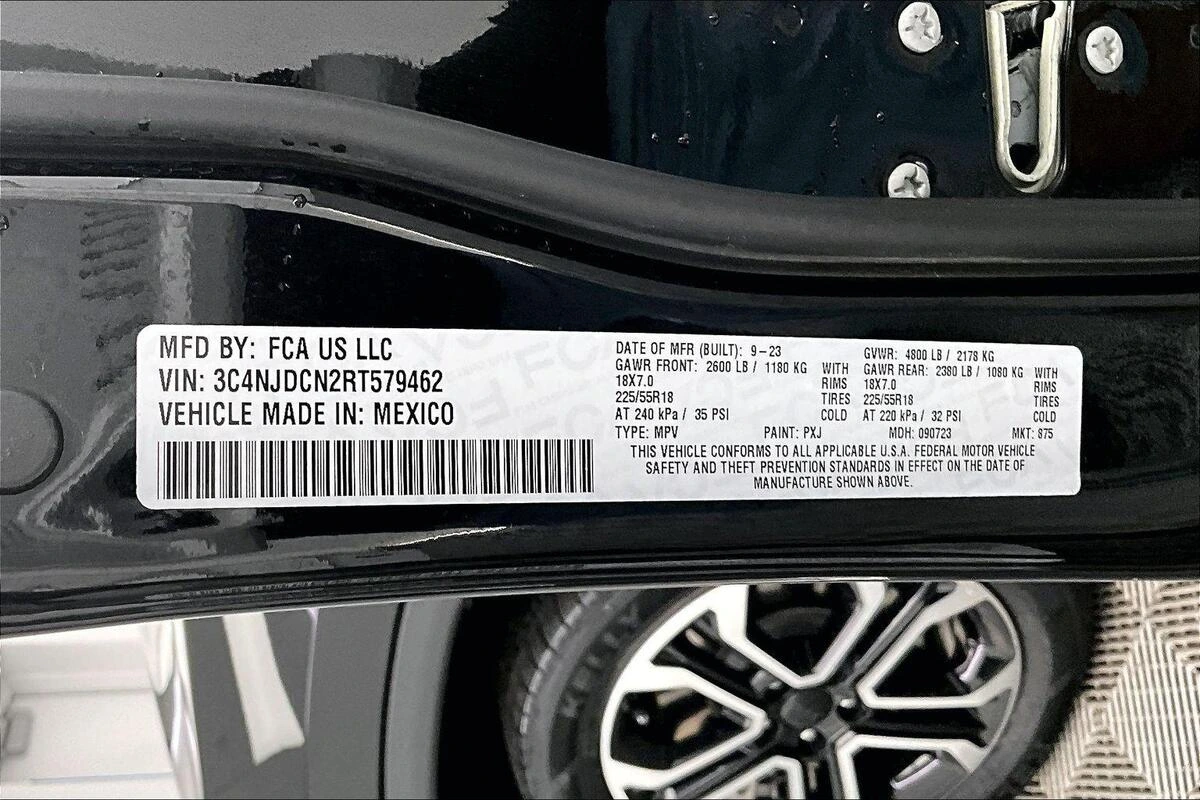 MFD BY: FCA US LLC
VIN: 3C4NJDCN2RT579462
VEHICLE MADE IN: MEXICO
DATE OF MFR (BUILT): 9-23 GVWR: 4800 LB / 2178 KG
GAWR FRONT: 2600 LB / 1180 KG WITH GAWR REAR: 2380 LB / 1080 KG WITH
18X7.0 RIMS 18X7.0 RIMS
225/55R18 TIRES 225/55R18 TIRES
AT 240 kPa / 35 PSI COLD AT 220 kPa / 32 PSI COLD
TYPE: MPV PAINT: PXJ MDH: 090723 MKT: 875
THIS VEHICLE CONFORMS TO ALL APPLICABLE U.S.A. FEDERAL MOTOR VEHICLE
SAFETY AND THEFT PREVENTION STANDARDS IN EFFECT ON THE DATE OF
MANUFACTURE SHOWN ABOVE.
KELLY